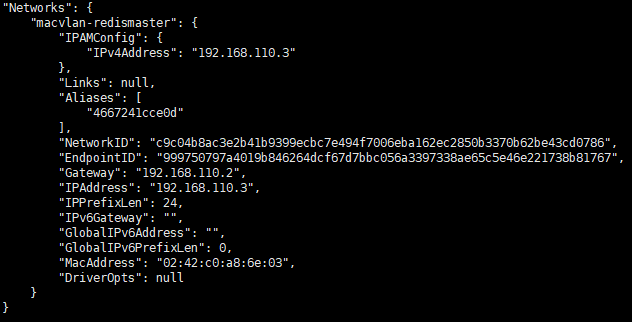 "Networks": {
"macvlan-redismaster": {
"IPAMConfig": {
"IPv4Address": "192.168.110.3"
},
"Links": null,
"Aliases": [
"4667241cce0d"
],
"NetworkID": "c9c04b8ac3e2b41b9399ecbc7e494f7006eba162ec2850b3370b62be43cd0786",
"EndpointID": "999750797a4019b846264dcf67d7bbc056a3397338ae65c5e46e221738b81767",
"Gateway": "192.168.110.2",
"IPAddress": "192.168.110.3",
"IPPrefixLen": 24,
"IPv6Gateway": "",
"GlobalIPv6Address": "",
"GlobalIPv6PrefixLen": 0,
"MacAddress": "02:42:c0:a8:6e:03",
"DriverOpts": null
}
}